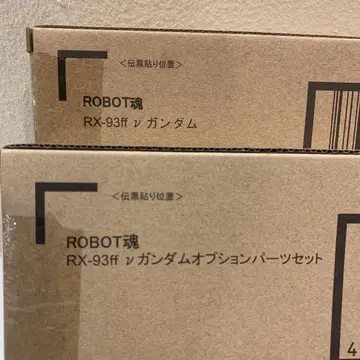 <伝票貼り位置>
ROBOT魂
RX-93ff ν ガンダム
<伝票貼り位置>
ROBOT魂
RX-93ff ν ガンダムオプションパーツセット
4